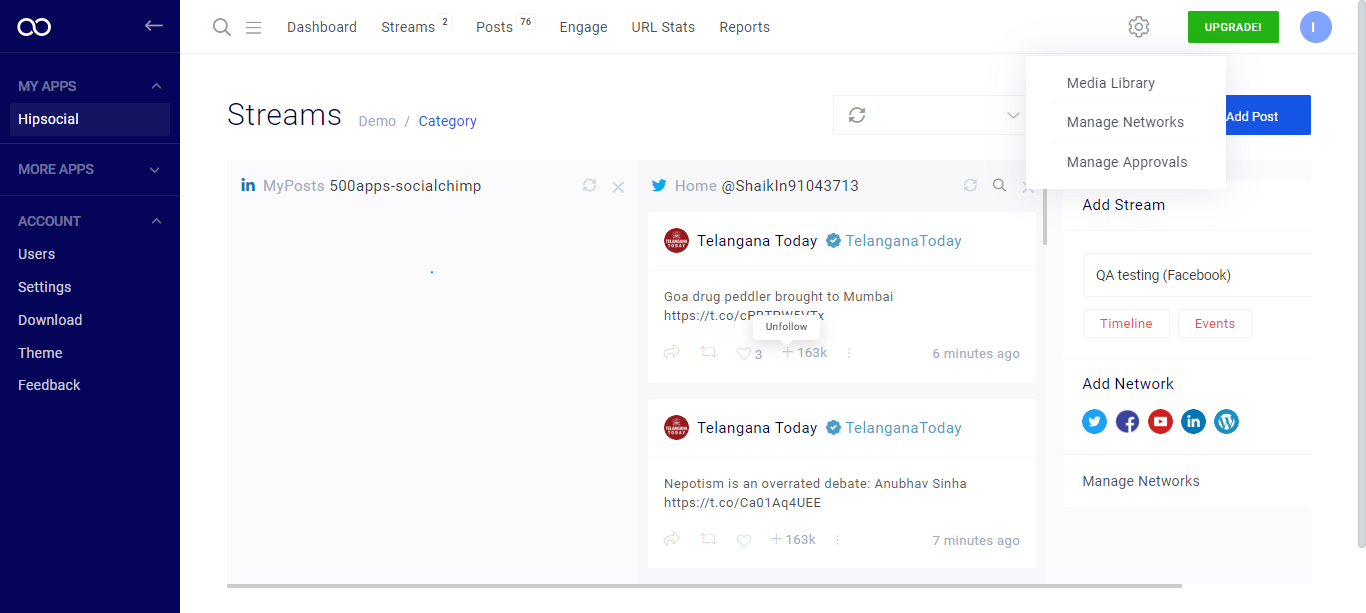 Dashboard
Streams 2
Posts 76
Engage
URL Stats
Reports
UPGRADE!
I
MY APPS
Hipsocial
MORE APPS
ACCOUNT
Users
Settings
Download
Theme
Feedback
Media Library
Manage Networks
Manage Approvals
Streams
Demo / Category
Add Post
MyPosts 500apps-socialchimp
Home @ShaikIn91043713
Telangana Today TelanganaToday
Goa drug peddler brought to Mumbai
Unfollow
3
163k
6 minutes ago
Telangana Today TelanganaToday
Nepotism is an overrated debate: Anubhav Sinha
https://t.co/Ca01Aq4UEE
163k
7 minutes ago
Add Stream
QA testing (Facebook)
Timeline
Events
Add Network
Manage Networks